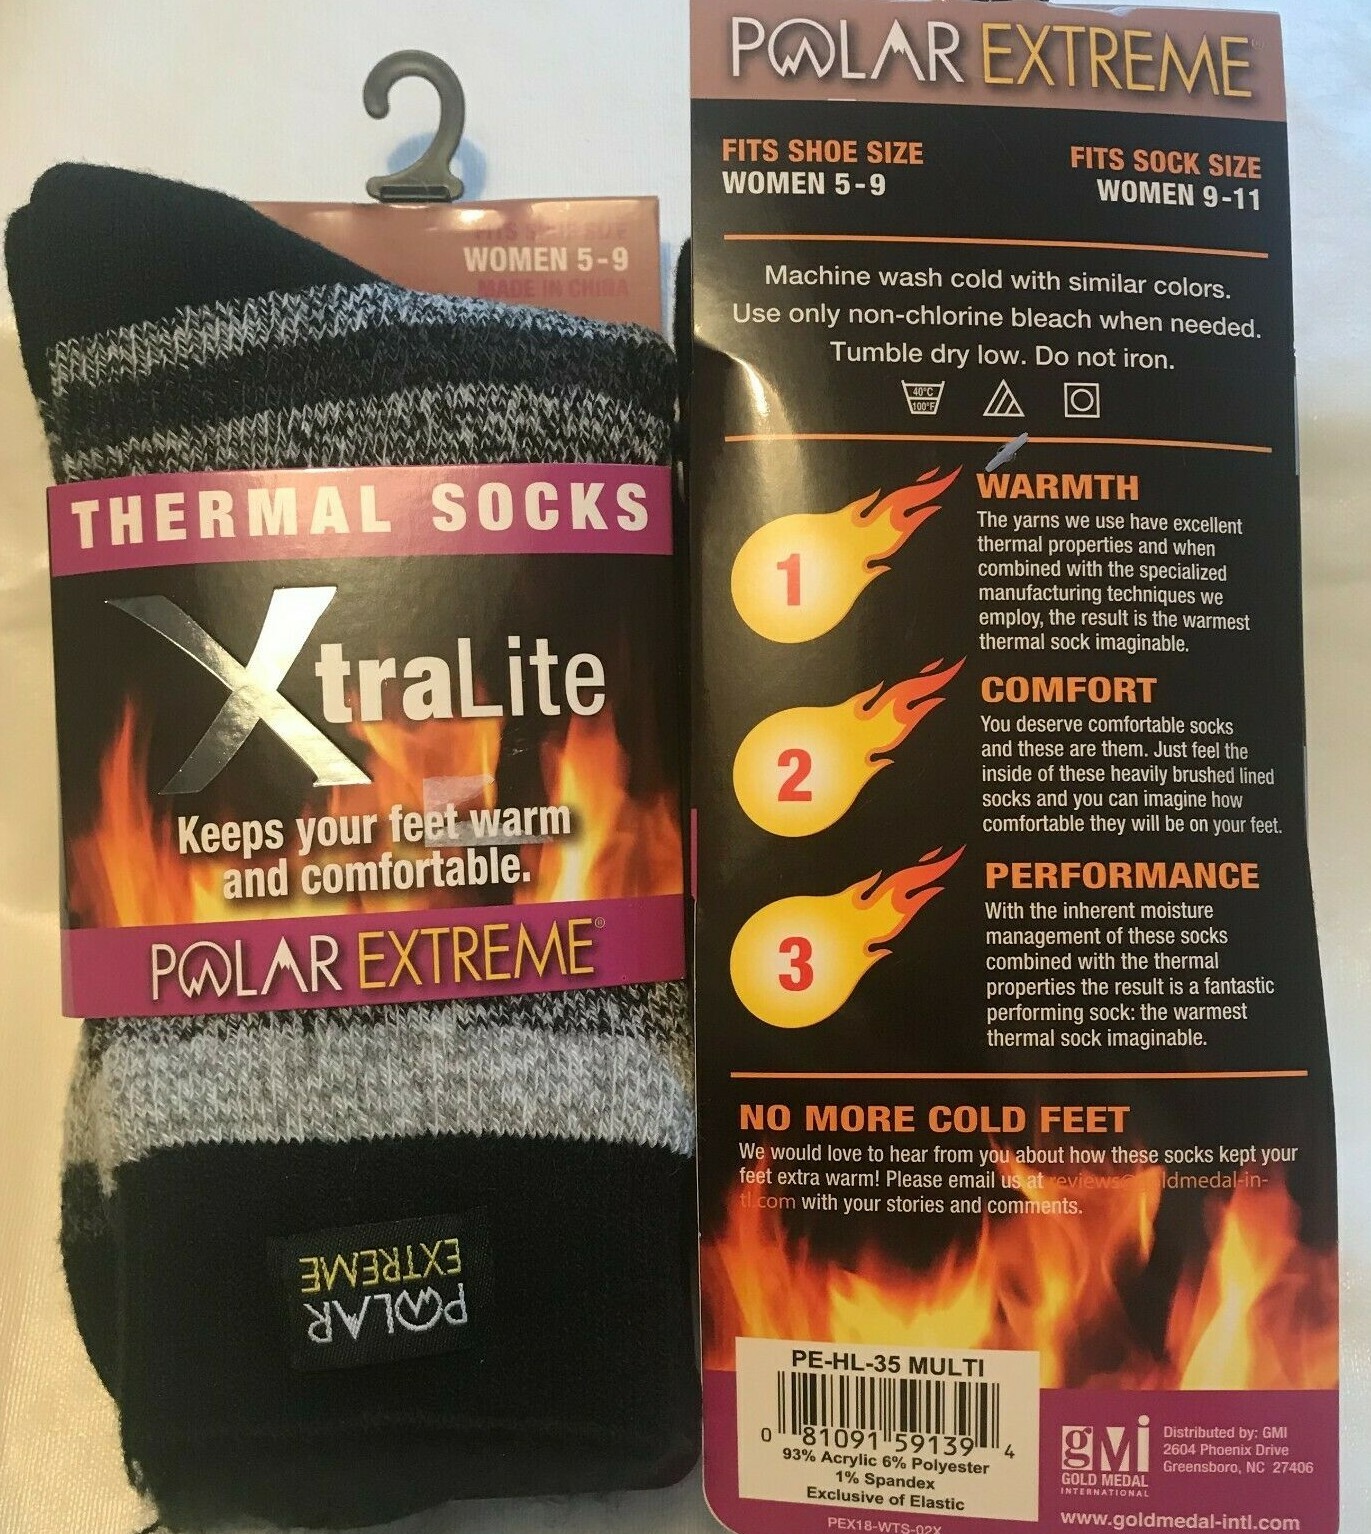 FITS SHOE SIZE
WOMEN 5-9
MADE IN CHINA
THERMAL SOCKS
XtraLite
Keeps your feet warm
and comfortable.
POLAR EXTREME®
POLAR
EXTREME
POLAR EXTREME®
FITS SHOE SIZE
WOMEN 5-9
FITS SOCK SIZE
WOMEN 9-11
Machine wash cold with similar colors.
Use only non-chlorine bleach when needed.
Tumble dry low. Do not iron.
40°C
100°F
1
WARMTH
The yarns we use have excellent
thermal properties and when
combined with the specialized
manufacturing techniques we
employ, the result is the warmest
thermal sock imaginable.
2
COMFORT
You deserve comfortable socks
and these are them. Just feel the
inside of these heavily brushed lined
socks and you can imagine how
comfortable they will be on your feet.
3
PERFORMANCE
With the inherent moisture
management of these socks
combined with the thermal
properties the result is a fantastic
performing sock: the warmest
thermal sock imaginable.
NO MORE COLD FEET
We would love to hear from you about how these socks kept your
feet extra warm! Please email us at reviews@goldmedal-in-
tl.com with your stories and comments.
PE-HL-35 MULTI
0 81091 59139 4
93% Acrylic 6% Polyester
1% Spandex
Exclusive of Elastic
PEX18-WTS-02X
gMi
GOLD MEDAL
INTERNATIONAL
Distributed by: GMI
2604 Phoenix Drive
Greensboro, NC 27406
www.goldmedal-intl.com